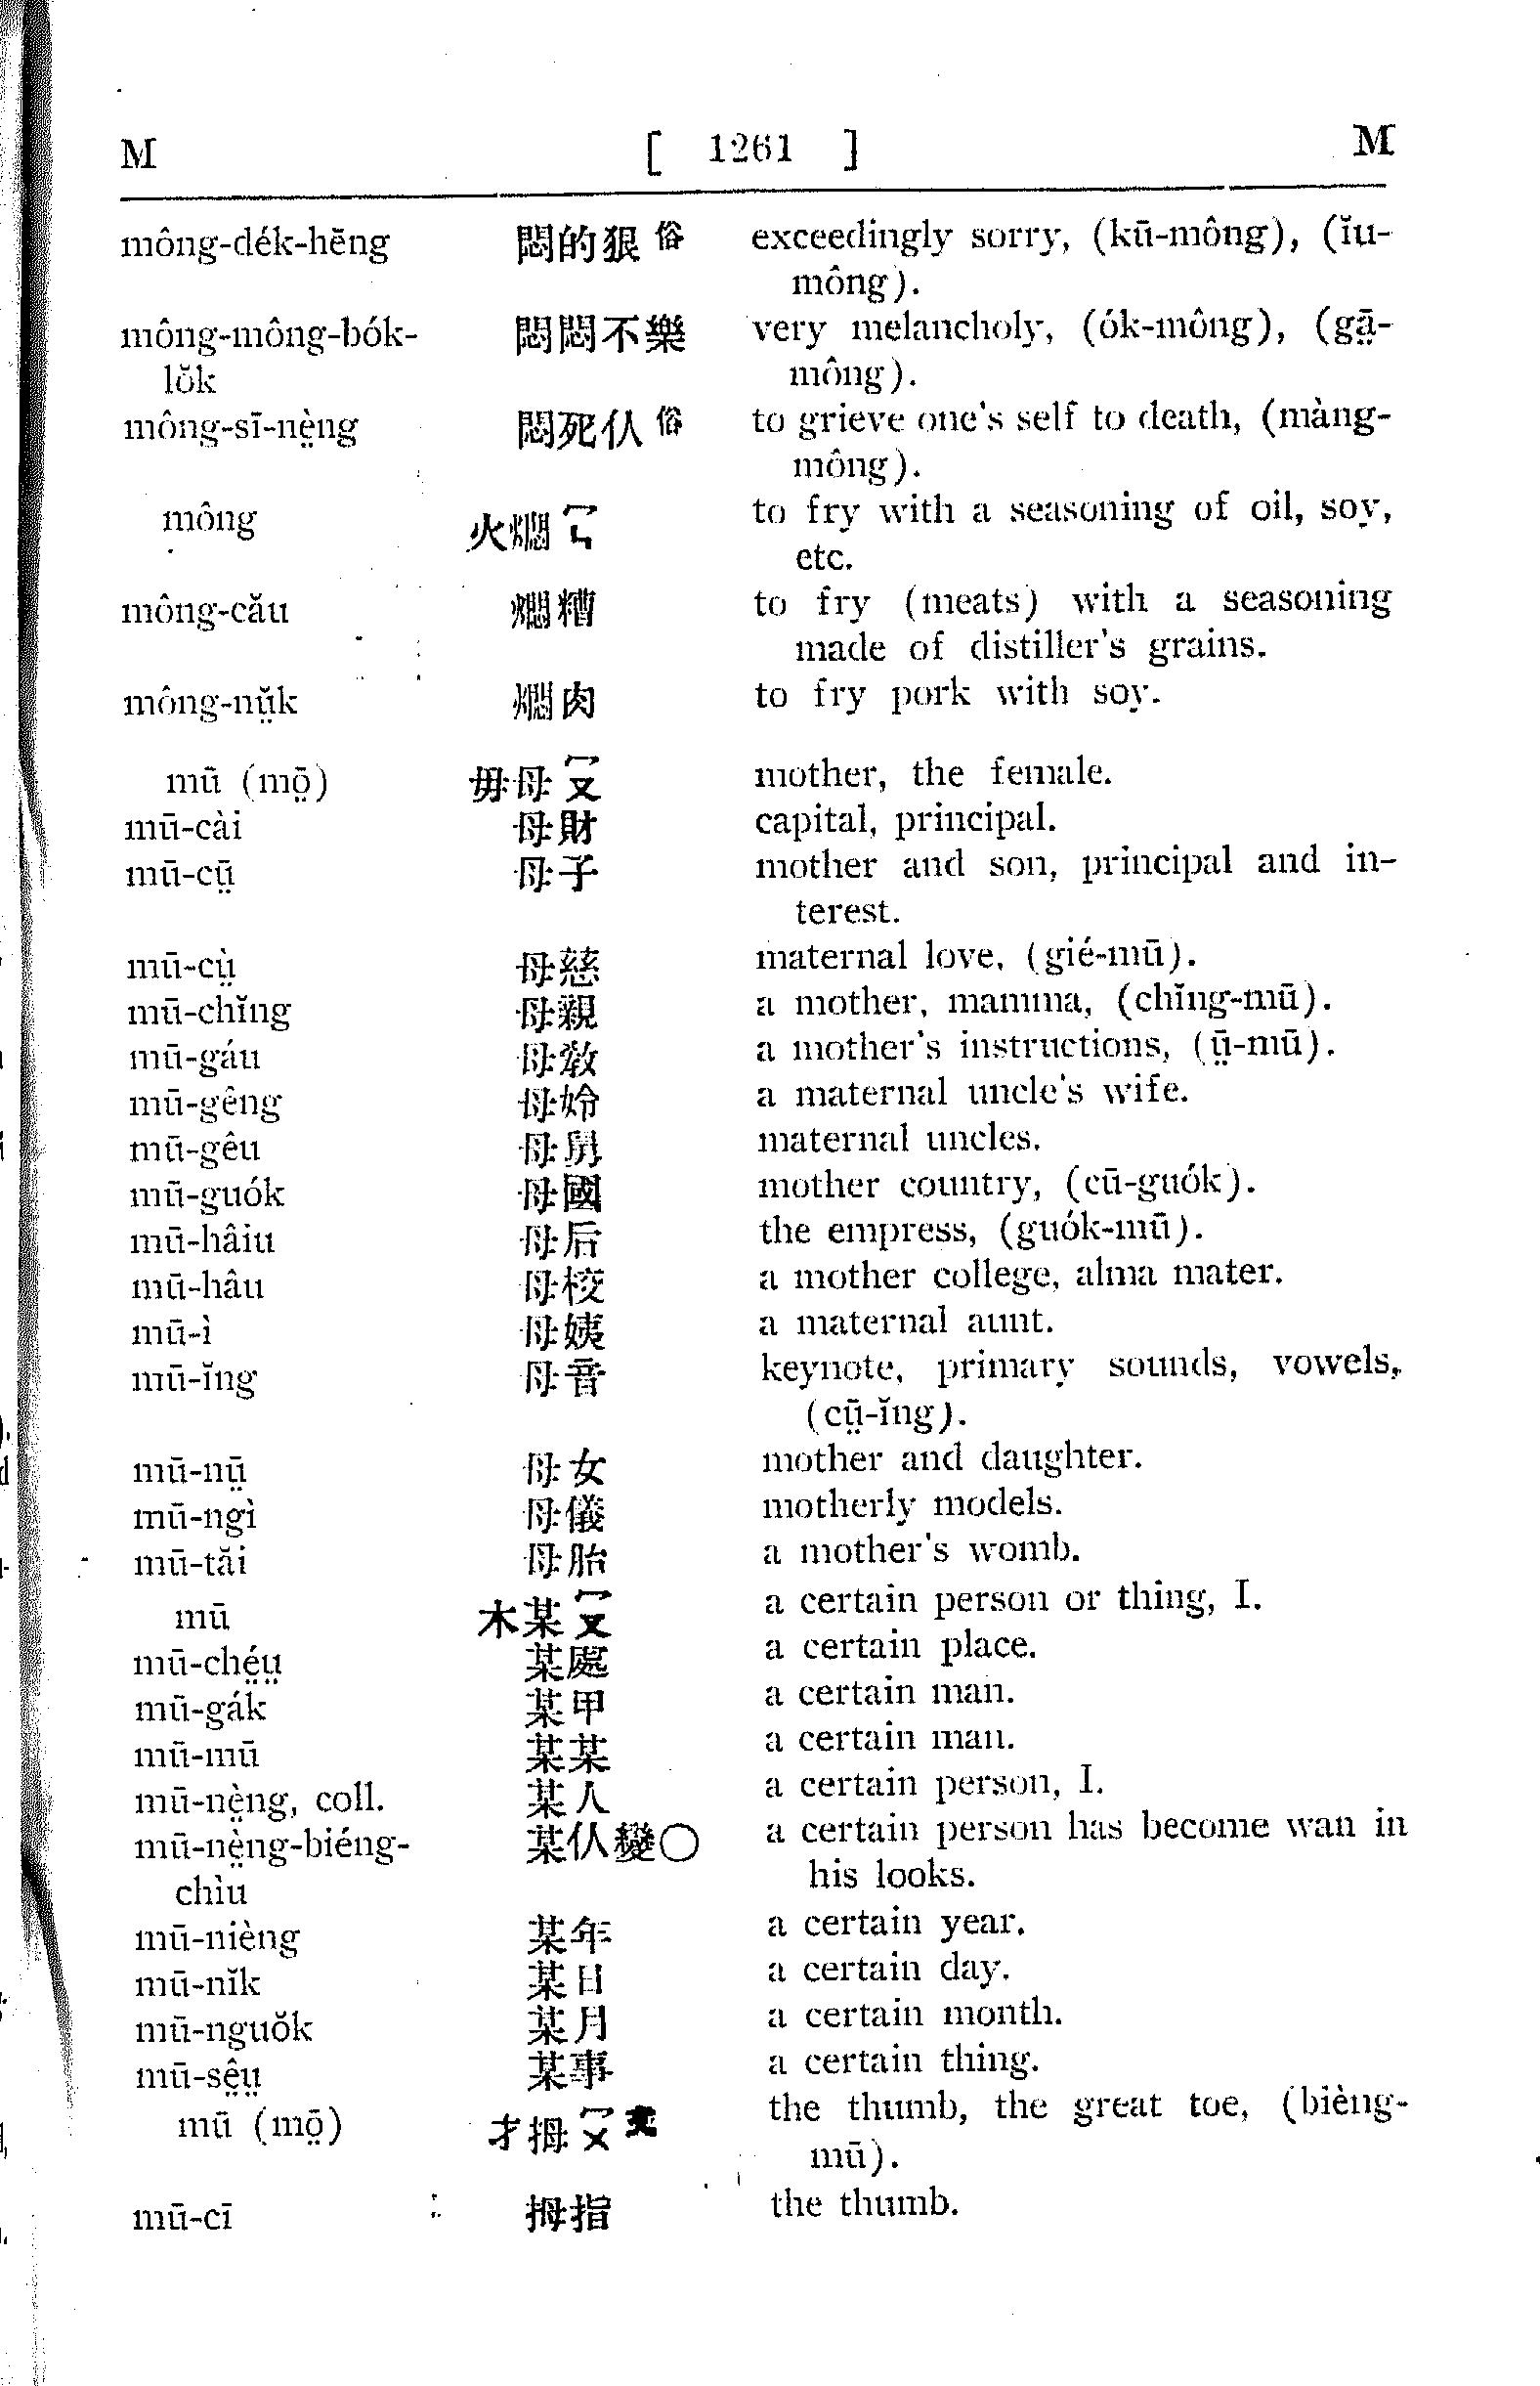 M [ 1261 ] M
mông-dék-hēng 悶的狠俗 exceedingly sorry, (kū-mông), (ĭu-
mông).
mông-mông-bók- 悶悶不樂 very melancholy, (ók-mông), (gā̤-
lŏk mông).
mông-sī-nè̤ng 悶死仈俗 to grieve one's self to death, (màng-
mông).
mông 火燜 to fry with a seasoning of oil, soy,
etc.
mông-cău 燜糟 to fry (meats) with a seasoning
made of distiller's grains.
mông-nṳ̆k 燜肉 to fry pork with soy.
mū (mō̤) 毋母 mother, the female.
mū-cài 母財 capital, principal.
mū-cṳ̄ 母子 mother and son, principal and in-
terest.
mū-cṳ̀ 母慈 maternal love, (gié-mū).
mū-chĭng 母親 a mother, mamma, (chĭng-mū).
mū-gáu 母教 a mother's instructions, (ṳ̄-mū).
mū-gêng 母妗 a maternal uncle's wife.
mū-gêu 母舅 maternal uncles.
mū-guók 母國 mother country, (cū-guók).
mū-hâiu 母后 the empress, (guók-mū).
mū-hâu 母校 a mother college, alma mater.
mū-ì 母姨 a maternal aunt.
mū-ĭng 母音 keynote, primary sounds, vowels,
(cṳ̄-ĭng).
mū-nṳ̄ 母女 mother and daughter.
mū-ngì 母儀 motherly models.
mū-tăi 母胎 a mother's womb.
mū 木某 a certain person or thing, I.
mū-ché̤ṳ 某處 a certain place.
mū-gák 某甲 a certain man.
mū-mū 某某 a certain man.
mū-nè̤ng, coll. 某人 a certain person, I.
mū-nè̤ng-biéng- 某仈變〇 a certain person has become wan in
chìu his looks.
mū-nièng 某年 a certain year.
mū-nĭk 某日 a certain day.
mū-nguŏk 某月 a certain month.
mū-sê̤ṳ 某事 a certain thing.
mū (mō̤) 才拇 the thumb, the great toe, (bièng-
mū).
mū-cī 拇指 the thumb.